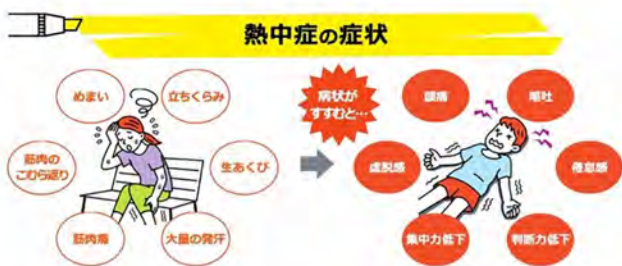 熱中症の症状
めまい
立ちくらみ
筋肉の
こむら返り
生あくび
筋肉痛
大量の発汗
病状が
すすむと…
頭痛
嘔吐
虚脱感
倦怠感
集中力低下
判断力低下